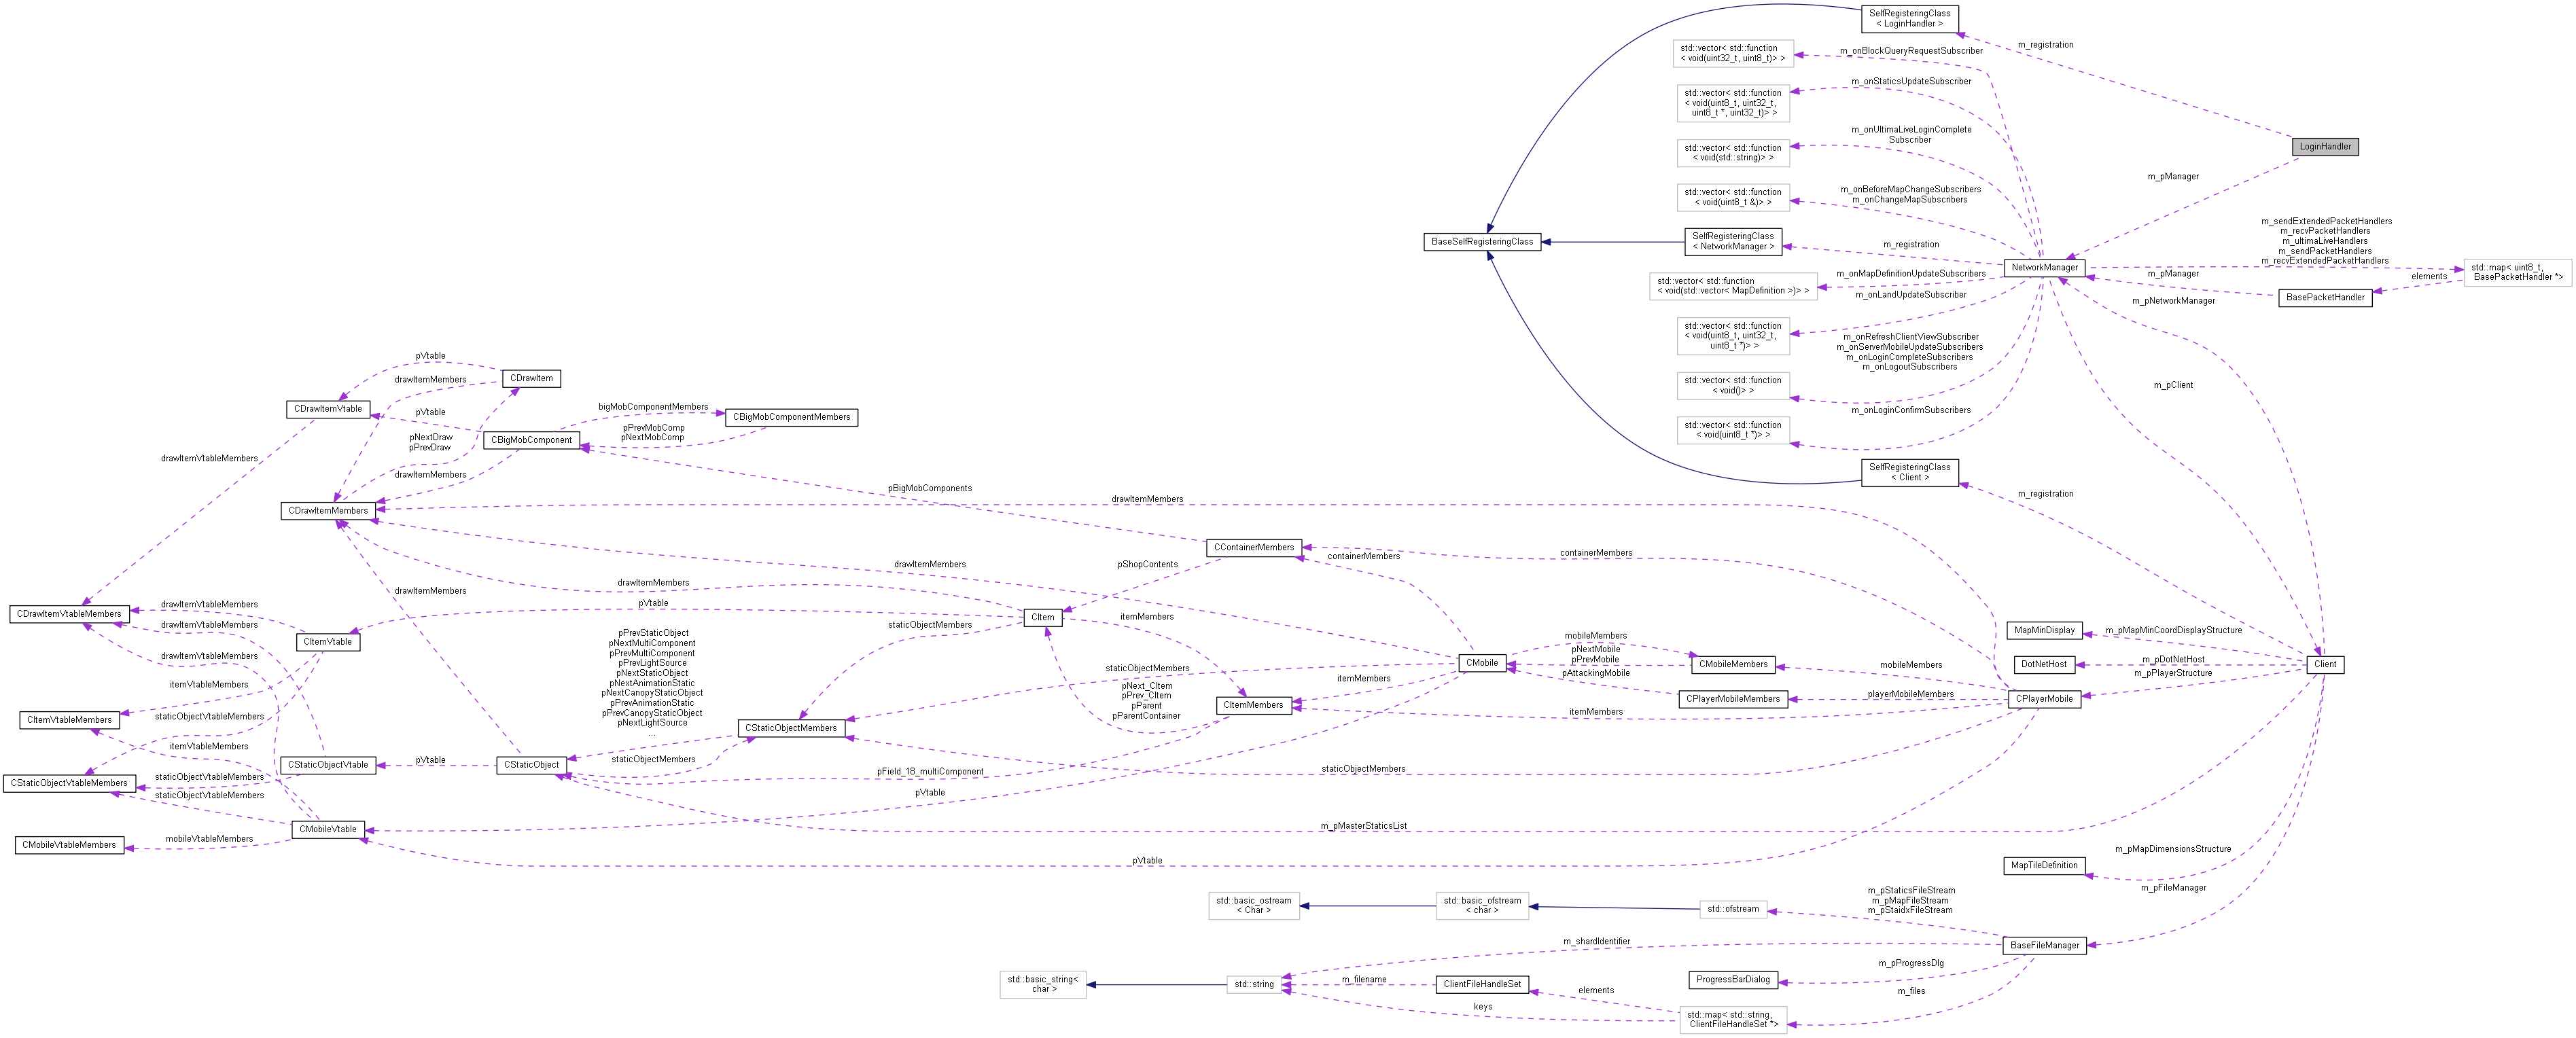 SelfRegisteringClass
< LoginHandler >
m_registration
std::vector< std::function
< void(uint32_t, uint8_t)> >
m_onBlockQueryRequestSubscriber
std::vector< std::function
< void(uint8_t, uint32_t,
uint8_t *, uint32_t)> >
m_onStaticsUpdateSubscriber
std::vector< std::function
< void(std::string)> >
m_onUltimaLiveLoginComplete
Subscriber
LoginHandler
m_pManager
std::vector< std::function
< void(uint8_t &)> >
m_onBeforeMapChangeSubscribers
m_onChangeMapSubscribers
BaseSelfRegisteringClass
SelfRegisteringClass
< NetworkManager >
m_registration
m_sendExtendedPacketHandlers
m_recvPacketHandlers
m_ultimaLiveHandlers
m_sendPacketHandlers
m_recvExtendedPacketHandlers
NetworkManager
m_pManager
std::map< uint8_t,
BasePacketHandler *>
elements
BasePacketHandler
std::vector< std::function
< void(std::vector< MapDefinition >)> >
m_onMapDefinitionUpdateSubscribers
m_onLandUpdateSubscriber
m_pNetworkManager
std::vector< std::function
< void(uint8_t, uint32_t,
uint8_t *)> >
m_onRefreshClientViewSubscriber
m_onServerMobileUpdateSubscribers
m_onLoginCompleteSubscribers
m_onLogoutSubscribers
std::vector< std::function
< void()> >
m_pClient
m_onLoginConfirmSubscribers
std::vector< std::function
< void(uint8_t *)> >
SelfRegisteringClass
< Client >
m_registration
pVtable
CDrawItem
drawItemMembers
CDrawItemVtable
pVtable
bigMobComponentMembers
CBigMobComponentMembers
pPrevMobComp
pNextMobComp
CBigMobComponent
pNextDraw
pPrevDraw
drawItemVtableMembers
drawItemMembers
pBigMobComponents
CDrawItemMembers
drawItemMembers
CContainerMembers
containerMembers
containerMembers
pShopContents
drawItemMembers
drawItemMembers
drawItemMembers
CDrawItemVtableMembers
drawItemVtableMembers
drawItemVtableMembers
drawItemVtableMembers
pVtable
CItem
itemMembers
staticObjectMembers
CItemVtable
itemVtableMembers
staticObjectVtableMembers
CItemVtableMembers
itemVtableMembers
pPrevStaticObject
pNextMultiComponent
pPrevMultiComponent
pPrevLightSource
pNextStaticObject
pNextAnimationStatic
pNextCanopyStaticObject
pPrevAnimationStatic
pPrevCanopyStaticObject
pNextLightSource
...
CStaticObjectMembers
staticObjectMembers
staticObjectMembers
pNext_CItem
pPrev_CItem
pParent
pParentContainer
CItemMembers
itemMembers
CMobile
mobileMembers
pNextMobile
pPrevMobile
pAttackingMobile
CMobileMembers
mobileMembers
CPlayerMobileMembers
playerMobileMembers
itemMembers
CPlayerMobile
MapMinDisplay
m_pMapMinCoordDisplayStructure
DotNetHost
m_pDotNetHost
m_pPlayerStructure
Client
CStaticObjectVtable
pVtable
CStaticObject
pField_18_multiComponent
staticObjectMembers
CStaticObjectVtableMembers
staticObjectVtableMembers
staticObjectVtableMembers
pVtable
CMobileVtable
CMobileVtableMembers
mobileVtableMembers
m_pMasterStaticsList
pVtable
m_pMapDimensionsStructure
MapTileDefinition
m_pFileManager
std::basic_ostream
< Char >
std::basic_ofstream
< char >
std::ofstream
m_pStaticsFileStream
m_pMapFileStream
m_pStaidxFileStream
m_shardIdentifier
BaseFileManager
m_pProgressDlg
ProgressBarDialog
std::basic_string<
char >
std::string
m_filename
ClientFileHandleSet
elements
keys
m_files
std::map< std::string,
ClientFileHandleSet *>